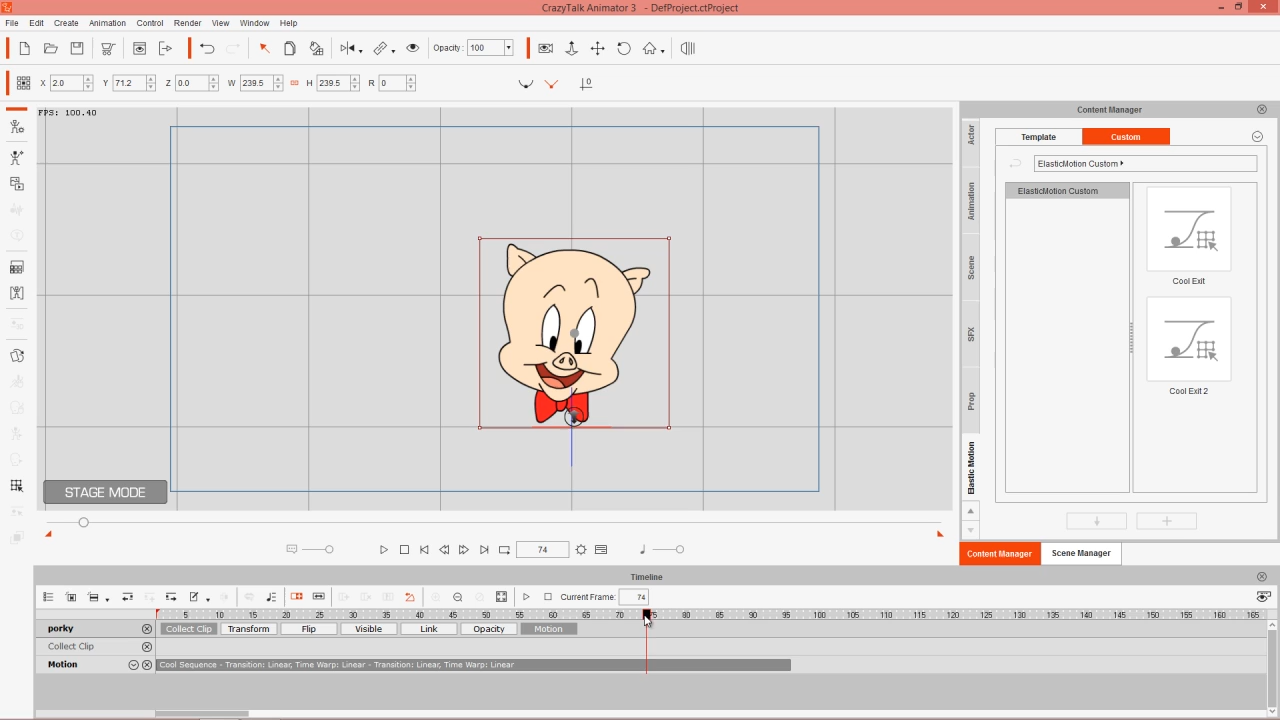 CrazyTalk Animator 3 - DefProject.ctProject
File Edit Create Animation Control Render View Window Help
Opacity : 100
X 2.0 Y 71.2 Z 0.0 W 239.5 H 239.5 R 0
FPS: 100.40
Content Manager
Template Custom
ElasticMotion Custom
ElasticMotion Custom
Cool Exit
Cool Exit 2
Actor
Animation
Scene
SFX
Prop
Elastic Motion
STAGE MODE
74
Content Manager Scene Manager
Timeline
Current Frame: 74
5 10 15 20 25 30 35 40 45 50 55 60 65 70 75 80 85 90 95 100 105 110 115 120 125 130 135 140 145 150 155 160 165
porky Collect Clip Transform Flip Visible Link Opacity Motion
Collect Clip
Motion Cool Sequence - Transition: Linear, Time Warp: Linear - Transition: Linear, Time Warp: Linear